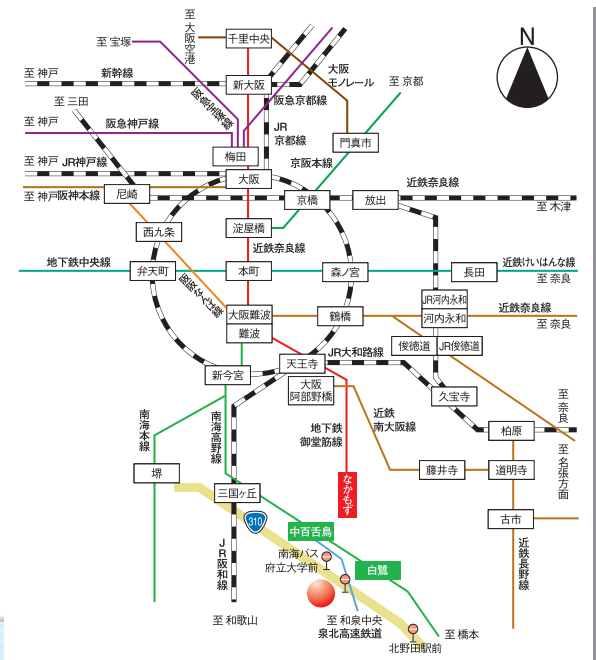 至大阪空港
千里中央
N
至 宝塚
至 神戸
新幹線
新大阪
大阪
モノレール
至 京都
至 三田
阪急宝塚線
阪急京都線
至 神戸
阪急神戸線
JR
京都線
門真市
梅田
京阪本線
至 神戸
JR神戸線
大阪
近鉄奈良線
至 神戸
阪神本線
尼崎
京橋
放出
至 木津
西九条
淀屋橋
近鉄奈良線
地下鉄中央線
弁天町
本町
森ノ宮
長田
近鉄けいはんな線
至 奈良
阪阪なんば線
JR河内永和
大阪難波
鶴橋
河内永和
近鉄奈良線
至 奈良
難波
俊徳道
JR俊徳道
JR大和路線
天王寺
新今宮
大阪
阿部野橋
久宝寺
至奈良
南海本線
南海高野線
地下鉄
御堂筋線
近鉄
南大阪線
柏原
至名張方面
堺
藤井寺
道明寺
なかもず
三国ヶ丘
310
古市
中百舌鳥
JR阪和線
南海バス
府立大学前
白鷺
近鉄長野線
至 和歌山
至 和泉中央
泉北高速鉄道
至 橋本
北野田駅前